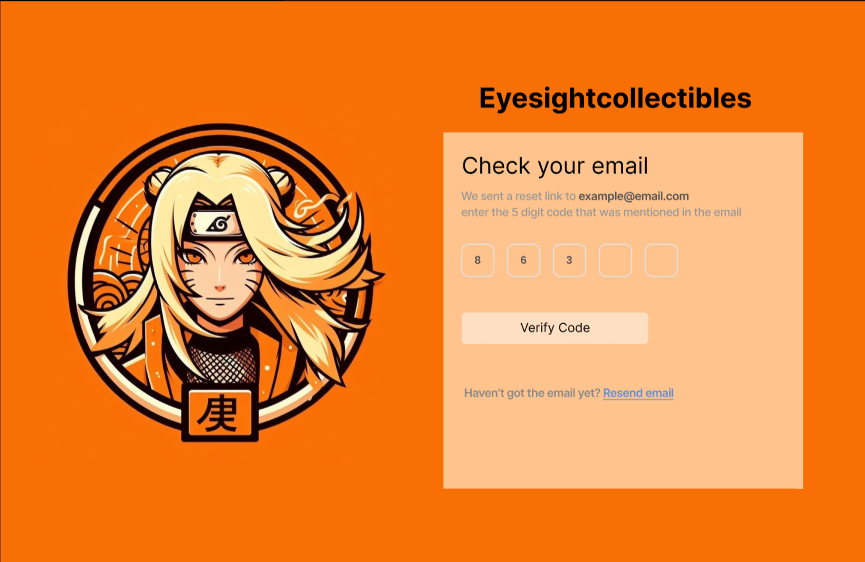 Eyesightcollectibles
Check your email
We sent a reset link to example@email.com
enter the 5 digit code that was mentioned in the email
8 6 3
Verify Code
Haven't got the email yet? Resend email